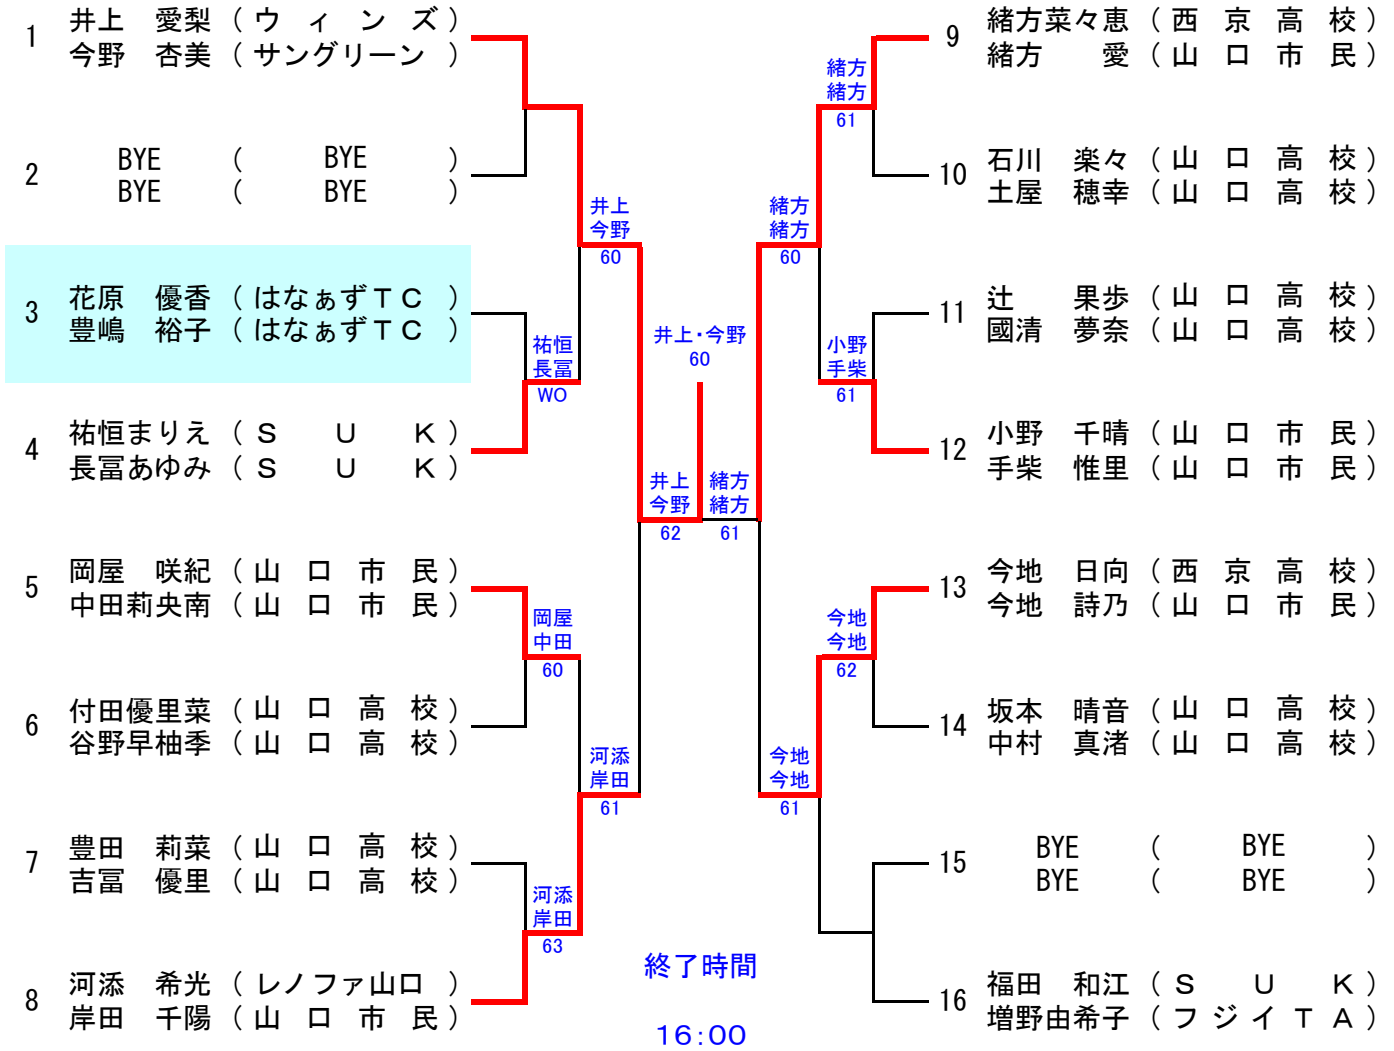 1 井上 愛梨 (ウィンズ)
今野 杏美 (サングリーン)
2 BYE (BYE)
BYE (BYE)
3 花原 優香 (はなぁずTC)
豊嶋 裕子 (はなぁずTC)
4 祐恒まりえ (SUK)
長冨あゆみ (SUK)
5 岡屋 咲紀 (山口市民)
中田莉央南 (山口市民)
6 付田優里菜 (山口高校)
谷野早柚季 (山口高校)
7 豊田 莉菜 (山口高校)
吉冨 優里 (山口高校)
8 河添 希光 (レノファ山口)
岸田 千陽 (山口市民)
祐恒
長冨
WO
岡屋
中田
60
河添
岸田
63
井上
今野
60
河添
岸田
61
井上
今野
62
井上・今野
60
緒方
緒方
61
緒方
緒方
60
今地
今地
61
緒方
緒方
61
小野
手柴
61
今地
今地
62
9 緒方菜々恵 (西京高校)
緒方 愛 (山口市民)
10 石川 楽々 (山口高校)
土屋 穂幸 (山口高校)
11 辻 果歩 (山口高校)
國清 夢奈 (山口高校)
12 小野 千晴 (山口市民)
手柴 惟里 (山口市民)
13 今地 日向 (西京高校)
今地 詩乃 (山口市民)
14 坂本 晴音 (山口高校)
中村 真渚 (山口高校)
15 BYE (BYE)
BYE (BYE)
16 福田 和江 (SUK)
増野由希子 (フジイTA)
終了時間
16:00